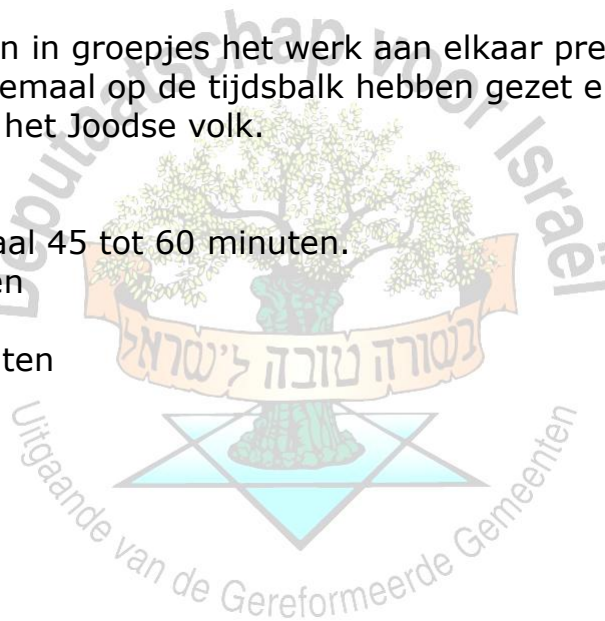 n in groepjes het werk aan elkaar pre
emaal op de tijdsbalk hebben gezet e
het Joodse volk.
aal 45 tot 60 minuten.
en
ten
Deputaatschap voor Israël
בשורה טובה לישראל
Uitgaande van de Gereformeerde Gemeenten